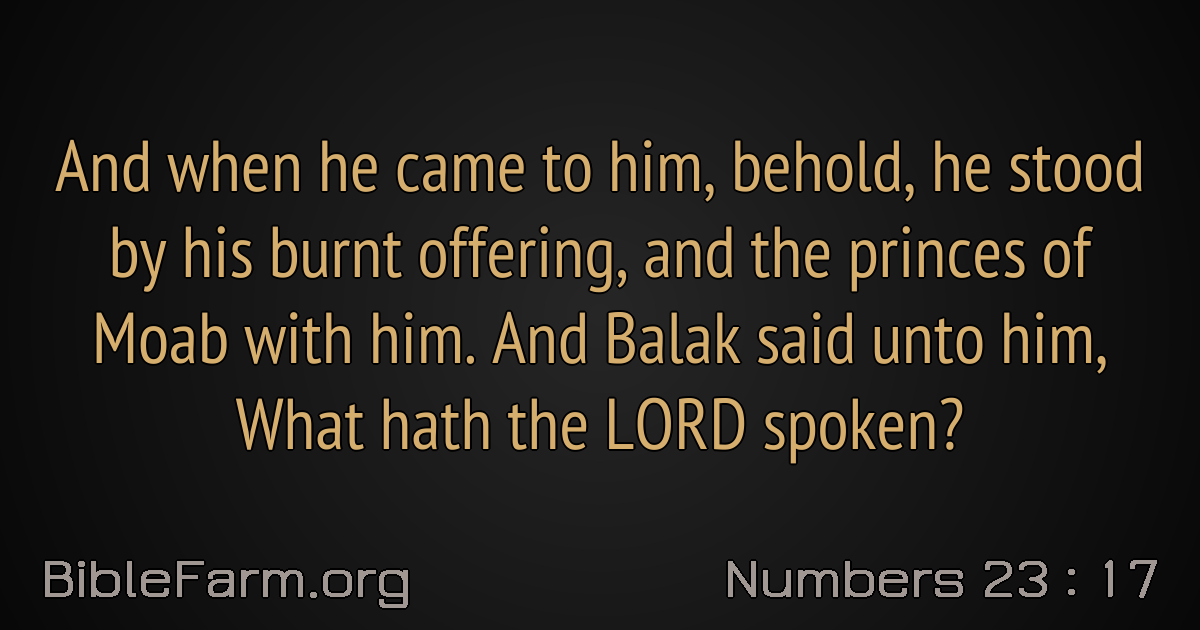 And when he came to him, behold, he stood
by his burnt offering, and the princes of
Moab with him. And Balak said unto him,
What hath the LORD spoken?
BibleFarm.org
Numbers 23 : 17